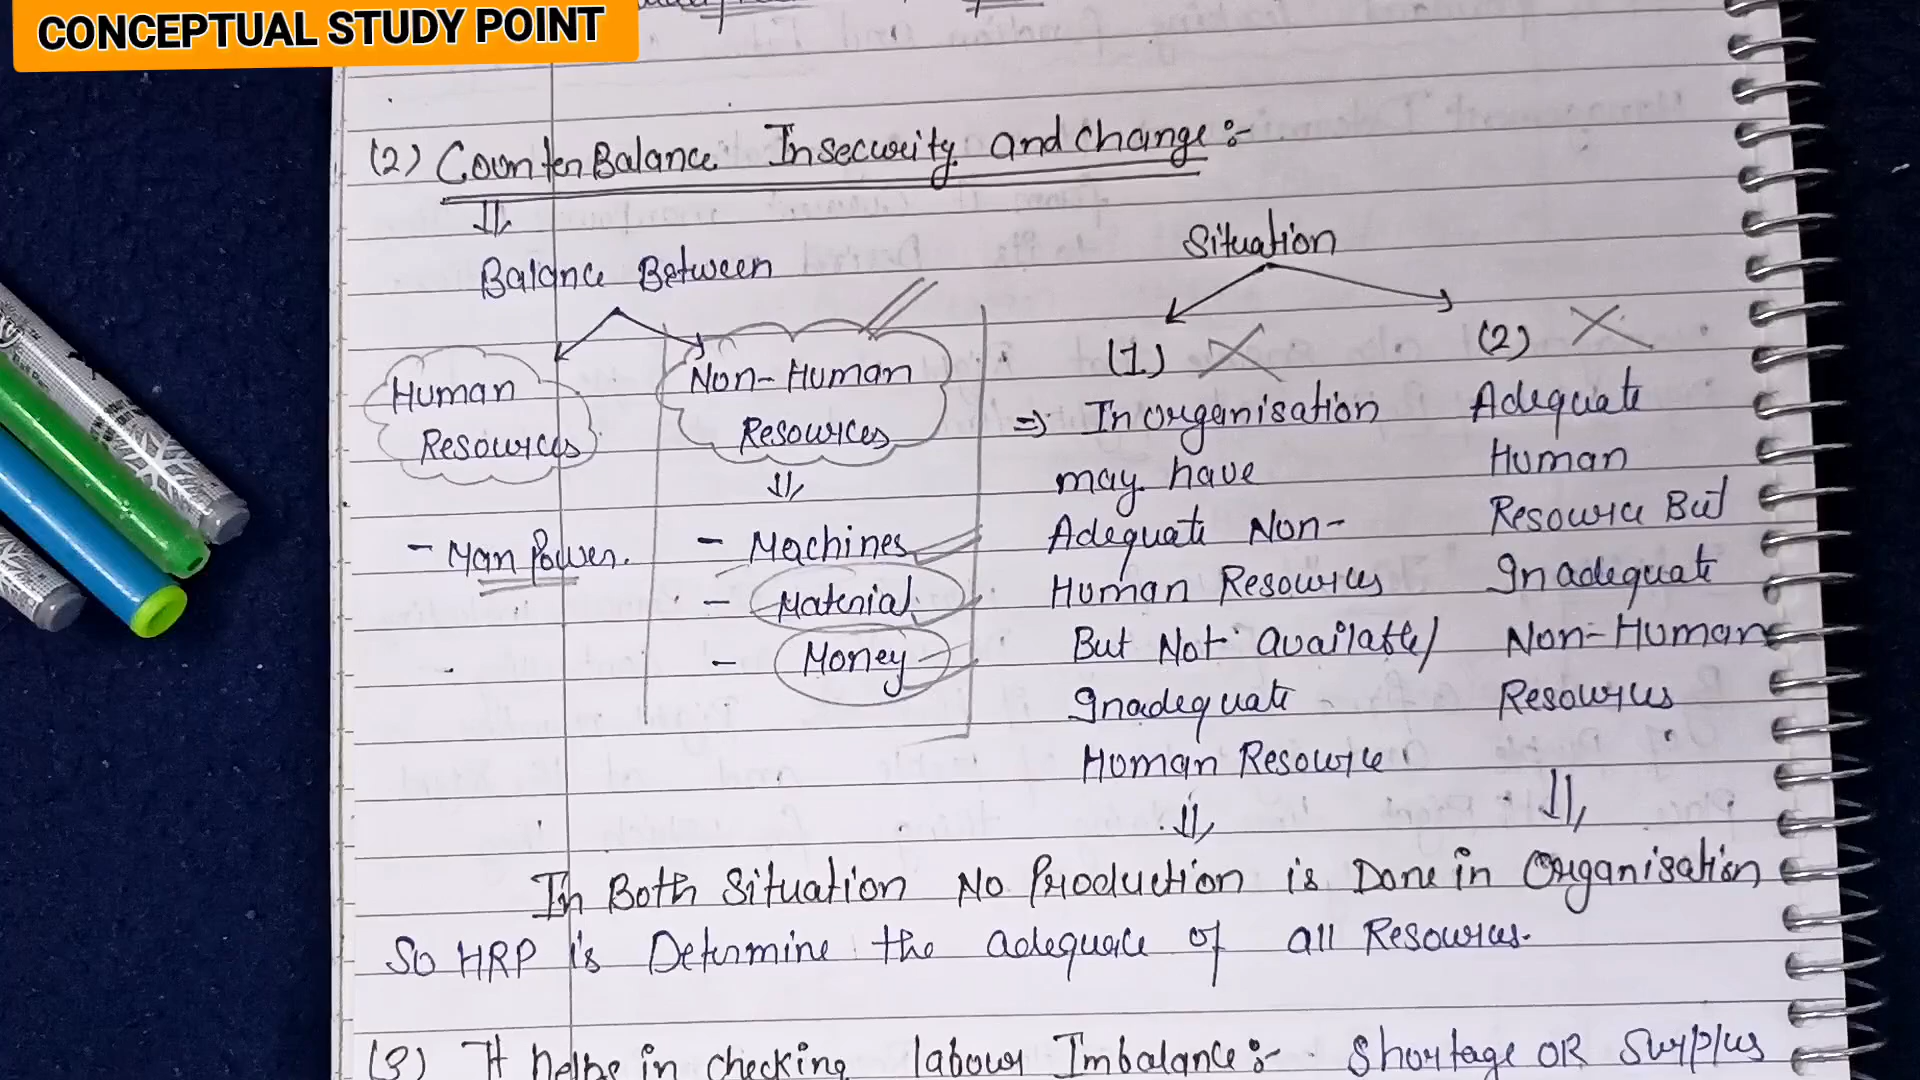 CONCEPTUAL STUDY POINT
(2) Counter Balance Insecurity and change :-
Balance Between
Human
Resources
- Man Power.
Non-Human
Resources
- Machines
- Material
- Money
Situation
(1)
⇒ In organisation
may have
Adequate Non-
Human Resources
But Not available/
Inadequate
Human Resource.
(2)
Adequate
Human
Resource But
Inadequate
Non-Human
Resources
In Both Situation No Production is Done in Organisation
So HRP is Determine the adequace of all Resources.
(3) It helps in checking labour Imbalance :- Shortage OR Surplus